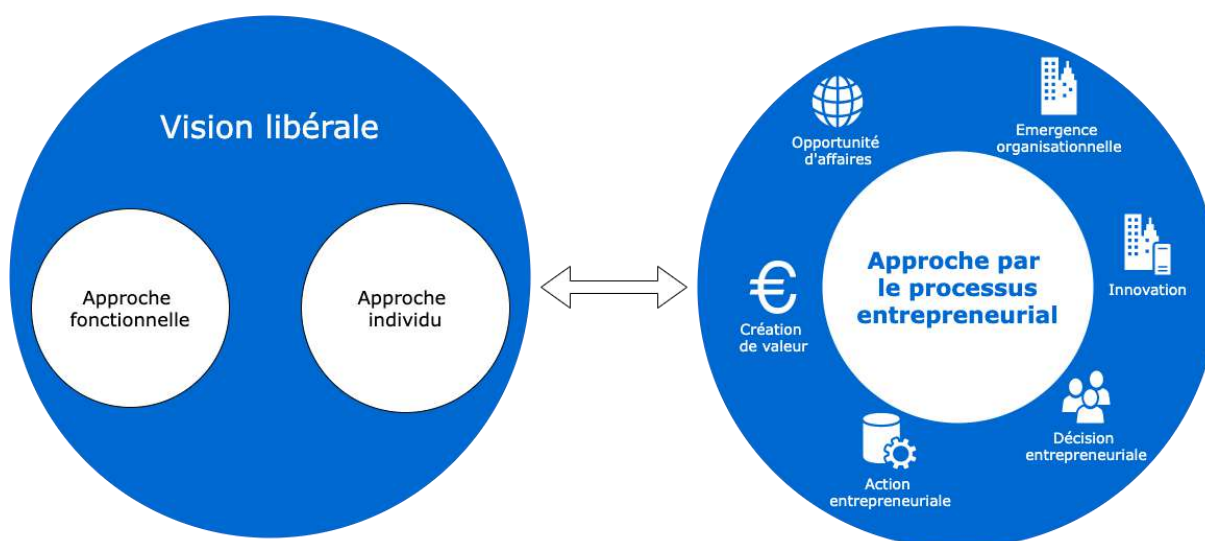 Vision libérale
Approche
fonctionnelle
Approche
individu
Opportunité
d'affaires
Emergence
organisationnelle
Approche par
le processus
entrepreneurial
Innovation
€
Création
de valeur
Décision
entrepreneuriale
Action
entrepreneuriale